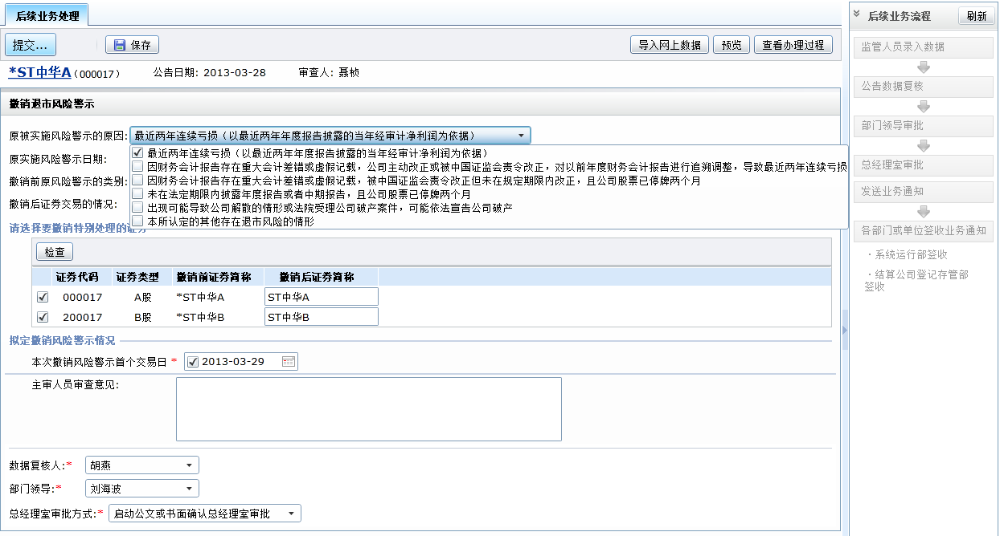 后续业务处理
提交...
保存
导入网上数据
预览
查看办理过程
*ST中华A（000017）
公告日期: 2013-03-28
审查人: 聂桢
撤销退市风险警示
原被实施风险警示的原因:
最近两年连续亏损（以最近两年年度报告披露的当年经审计净利润为依据）
最近两年连续亏损（以最近两年年度报告披露的当年经审计净利润为依据）
原实施风险警示日期:
因财务会计报告存在重大会计差错或虚假记载，公司主动改正或被中国证监会责令改正，对以前年度财务会计报告进行追溯调整，导致最近两年连续亏损
撤销前原风险警示的类别:
因财务会计报告存在重大会计差错或虚假记载，被中国证监会责令改正但未在规定期限内改正，且公司股票已停牌两个月
未在法定期限内披露年度报告或者中期报告，且公司股票已停牌两个月
撤销后证券交易的情况:
出现可能导致公司解散的情形或法院受理公司破产案件，可能依法宣告公司破产
本所认定的其他存在退市风险的情形
请选择要撤销特别处理的证券
检查
证券代码 证券类型 撤销前证券简称 撤销后证券简称
000017 A股 *ST中华A ST中华A
200017 B股 *ST中华B ST中华B
拟定撤销风险警示情况
本次撤销风险警示首个交易日 * 2013-03-29
主审人员审查意见:
数据复核人:* 胡燕
部门领导:* 刘海波
总经理室审批方式:* 启动公文或书面确认总经理室审批
后续业务流程
刷新
监管人员录入数据
公告数据复核
部门领导审批
总经理室审批
发送业务通知
各部门或单位签收业务通知
·系统运行部签收
·结算公司登记存管部
签收